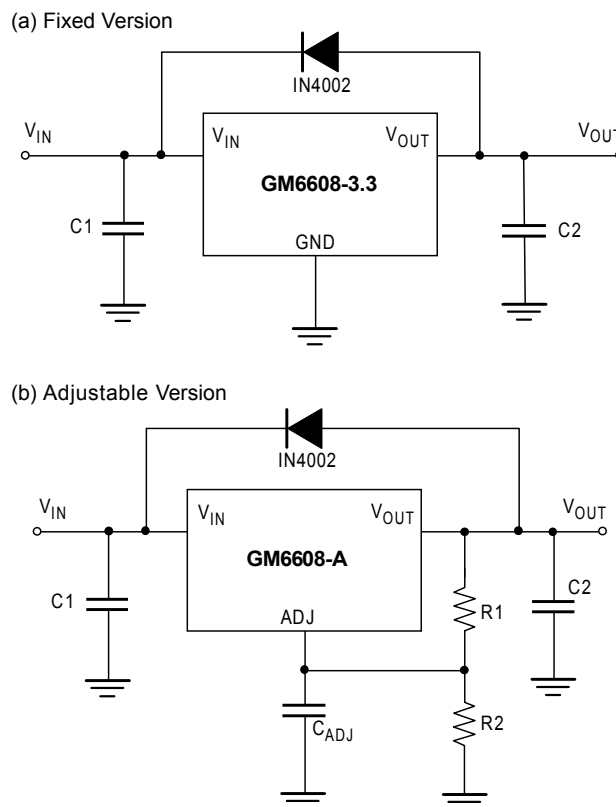 (a) Fixed Version
IN4002
VIN
VIN
VOUT
VOUT
GM6608-3.3
C1
C2
GND
(b) Adjustable Version
IN4002
VIN
VIN
VOUT
VOUT
GM6608-A
C1
R1
C2
ADJ
CADJ
R2